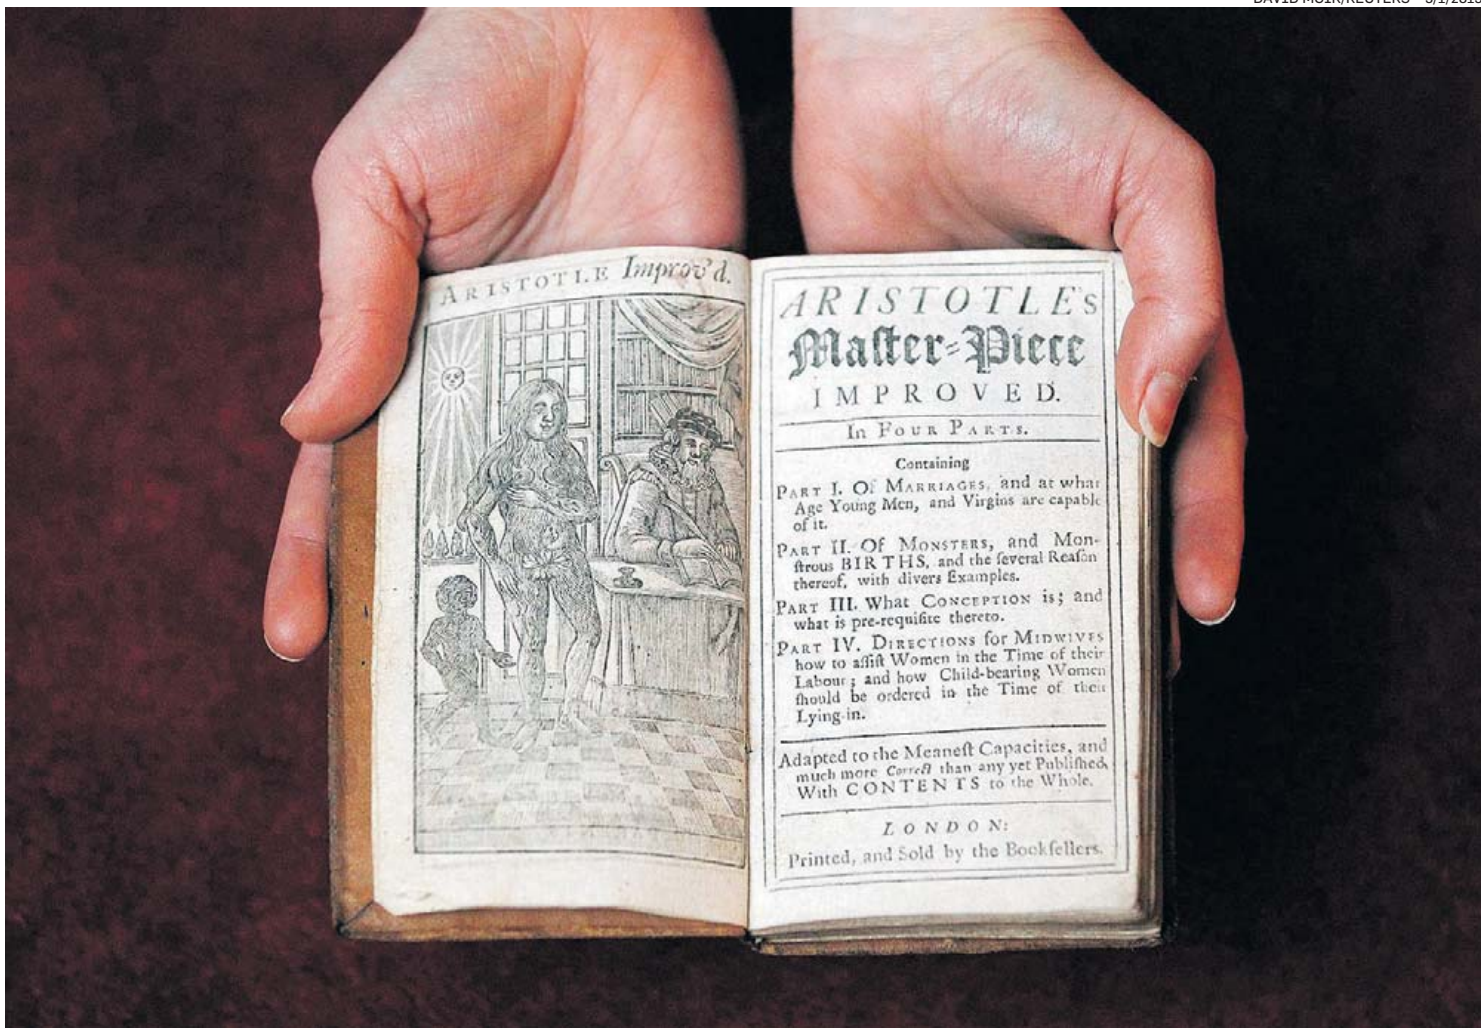 ARISTOTLE Improv'd.
ARISTOTLE's
Maſter-Piece
IMPROVED.
In FOUR PARTS.
Containing
PART I. Of MARRIAGES, and at what
Age Young Men, and Virgins are capable
of it.
PART II. Of MONSTERS, and Mon-
ſtrous BIRTHS, and the ſeveral Reaſon
thereof, with divers Examples.
PART III. What CONCEPTION is; and
what is pre-requiſite thereto.
PART IV. DIRECTIONS for MIDWIVES
how to aſſiſt Women in the Time of their
Labour; and how Child-bearing Women
ſhould be ordered in the Time of their
Lying-in.
Adapted to the Meaneſt Capacities, and
much more Correct than any yet Publiſhed,
With CONTENTS to the Whole.
LONDON:
Printed, and Sold by the Bookſellers.